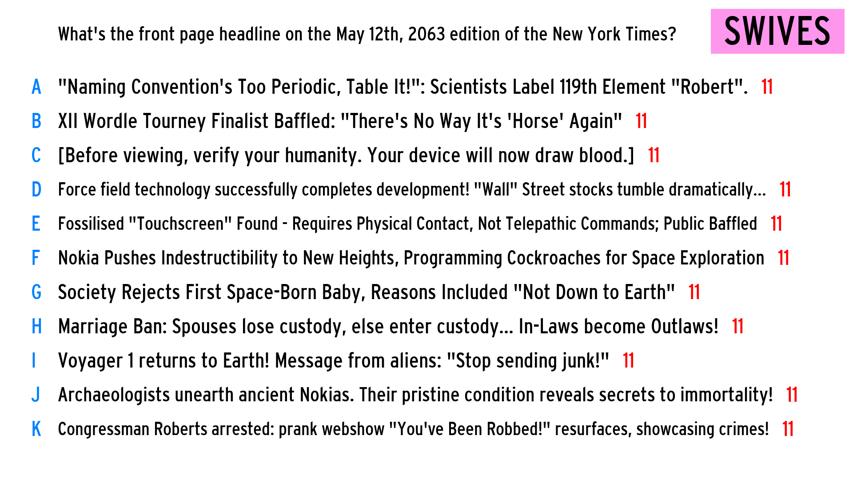 What's the front page headline on the May 12th, 2063 edition of the New York Times? SWIVES
A "Naming Convention's Too Periodic, Table It!": Scientists Label 119th Element "Robert". 11
B XII Wordle Tourney Finalist Baffled: "There's No Way It's 'Horse' Again" 11
C [Before viewing, verify your humanity. Your device will now draw blood.] 11
D Force field technology successfully completes development! "Wall" Street stocks tumble dramatically... 11
E Fossilised "Touchscreen" Found - Requires Physical Contact, Not Telepathic Commands; Public Baffled 11
F Nokia Pushes Indestructibility to New Heights, Programming Cockroaches for Space Exploration 11
G Society Rejects First Space-Born Baby, Reasons Included "Not Down to Earth" 11
H Marriage Ban: Spouses lose custody, else enter custody... In-Laws become Outlaws! 11
I Voyager 1 returns to Earth! Message from aliens: "Stop sending junk!" 11
J Archaeologists unearth ancient Nokias. Their pristine condition reveals secrets to immortality! 11
K Congressman Roberts arrested: prank webshow "You've Been Robbed!" resurfaces, showcasing crimes! 11